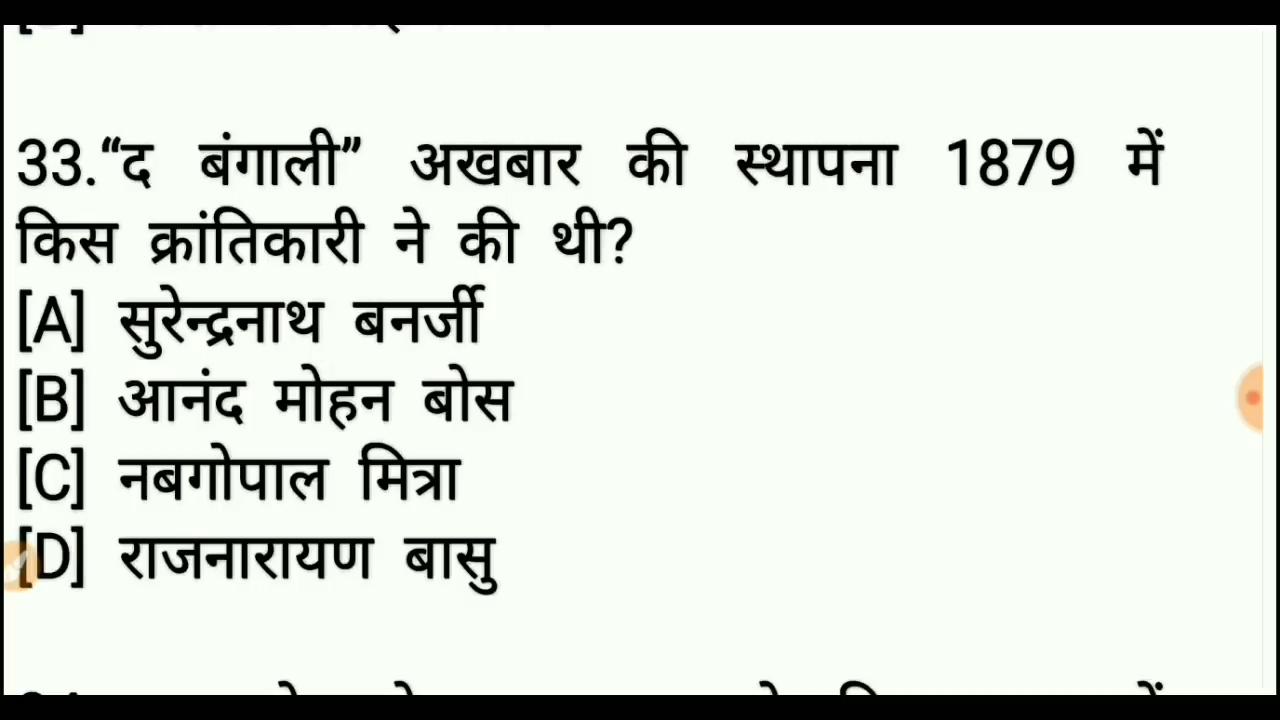 33.“द बंगाली” अखबार की स्थापना 1879 में
किस क्रांतिकारी ने की थी?
[A] सुरेन्द्रनाथ बनर्जी
[B] आनंद मोहन बोस
[C] नबगोपाल मित्रा
[D] राजनारायण बासु